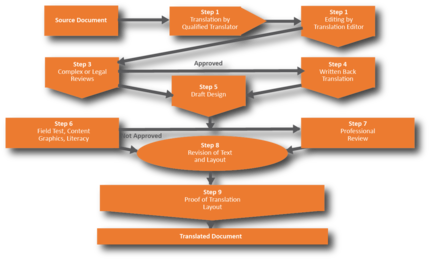 Source Document
Step 1
Translation by
Qualified Translator
Step 1
Editing by
Translation Editor
Step 3
Complex or Legal
Reviews
Approved
Step 4
Written Back
Translation
Step 5
Draft Design
Step 6
Field Test, Content
Graphics, Literacy
ot Approved
Step 7
Professional
Review
Step 8
Revision of Text
and Layout
Step 9
Proof of Translation
Layout
Translated Document